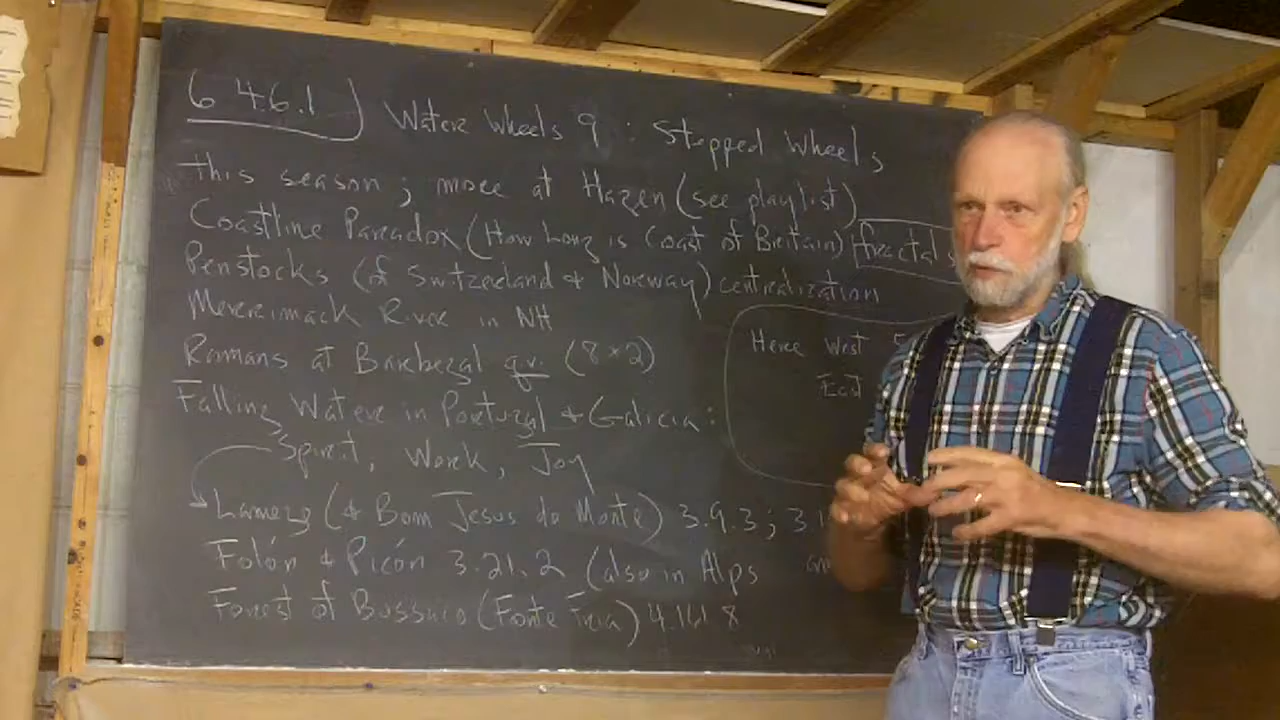 6 4.6.1) Water Wheels 9 : Stepped Wheels
This season; more at Hazen (see playlist)
Coastline Paradox (How Long is Coast of Britain) fractals
Penstocks (of Switzerland & Norway) centralization
Merrimack River in NH
Here West
Romans at Barbegal qv. (8 × 2)
East
Falling Water in Portugal & Galicia:
Spirit, Work, Joy
Lamego (& Bom Jesus do Monte) 3.9.3; 3.1
Folón & Picón 3.21.2 (also in Alps
Forest of Bussaco (Fonte Fria) 4.161.8